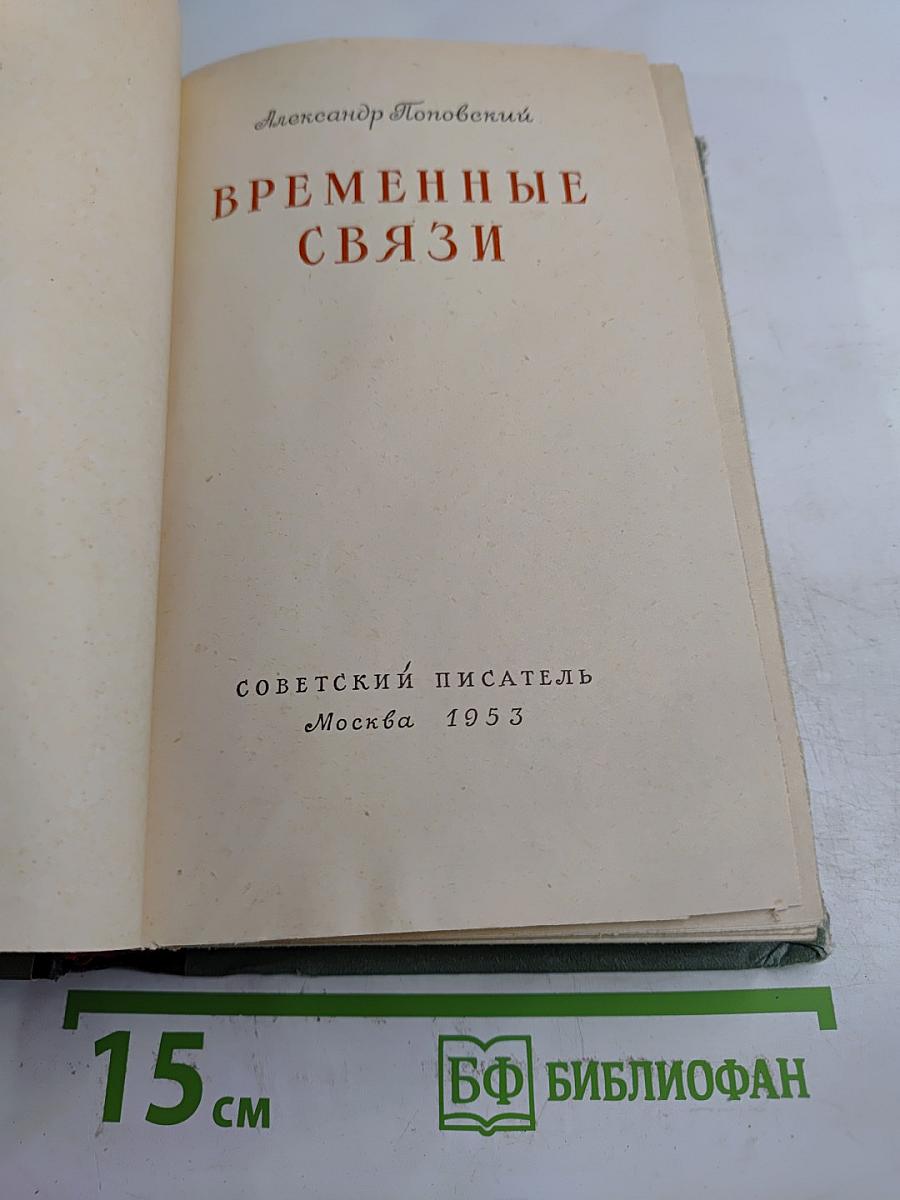 Александр Поповский
ВРЕМЕННЫЕ
СВЯЗИ
СОВЕТСКИЙ ПИСАТЕЛЬ
Москва 1953
15 см
БФ БИБЛИОФАН